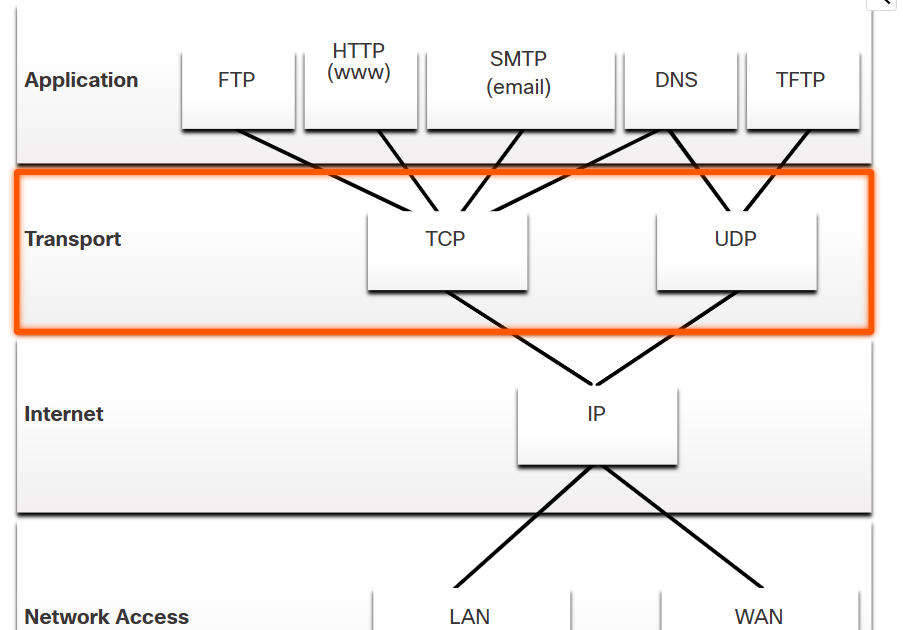 Application
FTP
HTTP
(www)
SMTP
(email)
DNS
TFTP
Transport
TCP
UDP
Internet
IP
Network Access
LAN
WAN